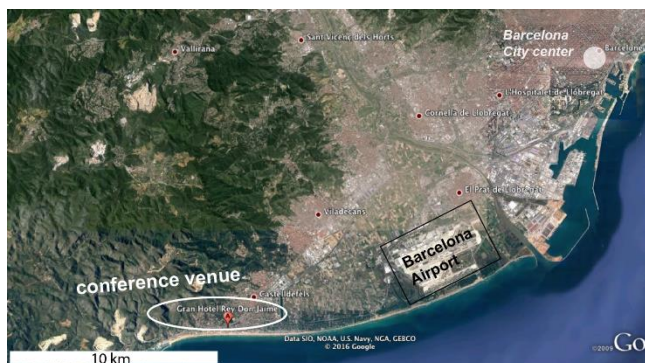 Barcelona
City center
Barcelone
Sant Vicenç dels Horts
Vallirana
L'Hospitalet de Llobregat
Cornellà de Llobregat
El Prat de Llobregat
Viladecans
Barcelona
Airport
conference venue
Castelldefels
Gran Hotel Rey Don Jaime
Data SIO, NOAA, U.S. Navy, NGA, GEBCO
© 2016 Google
©2009
Goo
10 km